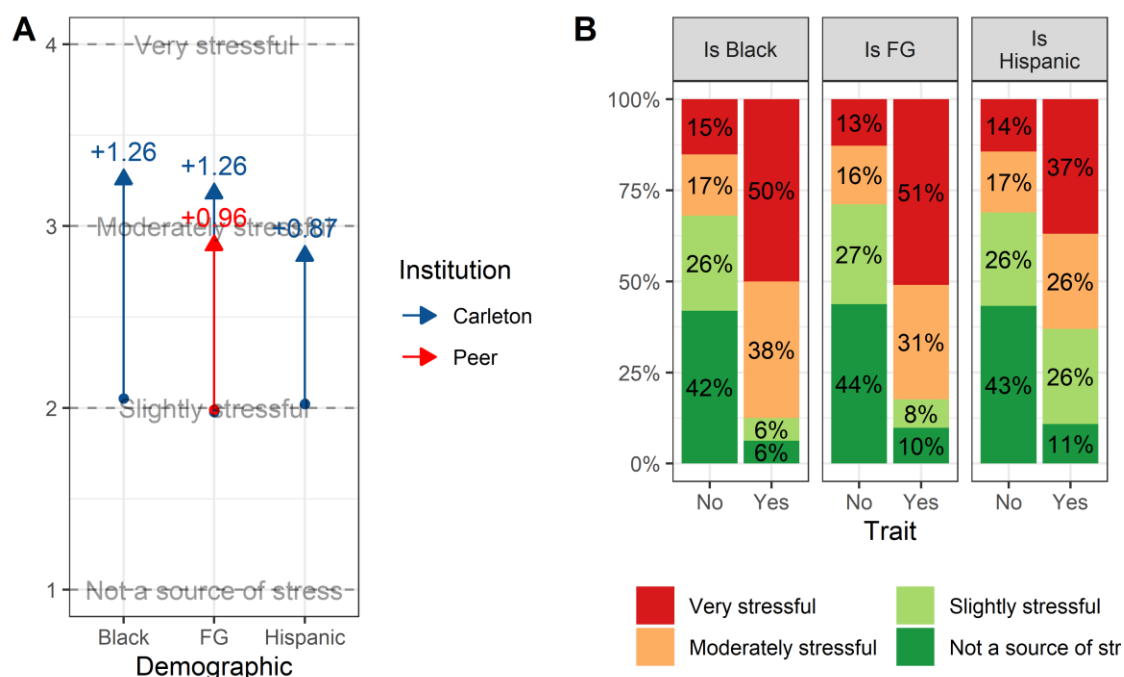 A
4
Very stressful
+1.26
+1.26
3
Moderately stressful
+0.96
+0.87
2
Slightly stressful
1
Not a source of stress
Black
FG
Hispanic
Demographic
Institution
Carleton
Peer
B
Is Black
Is FG
Is
Hispanic
100%
75%
50%
25%
0%
15%
17%
26%
42%
50%
38%
6%
6%
13%
16%
27%
44%
51%
31%
8%
10%
14%
17%
26%
43%
37%
26%
26%
11%
No
Yes
No
Yes
No
Yes
Trait
Very stressful
Slightly stressful
Moderately stressful
Not a source of str